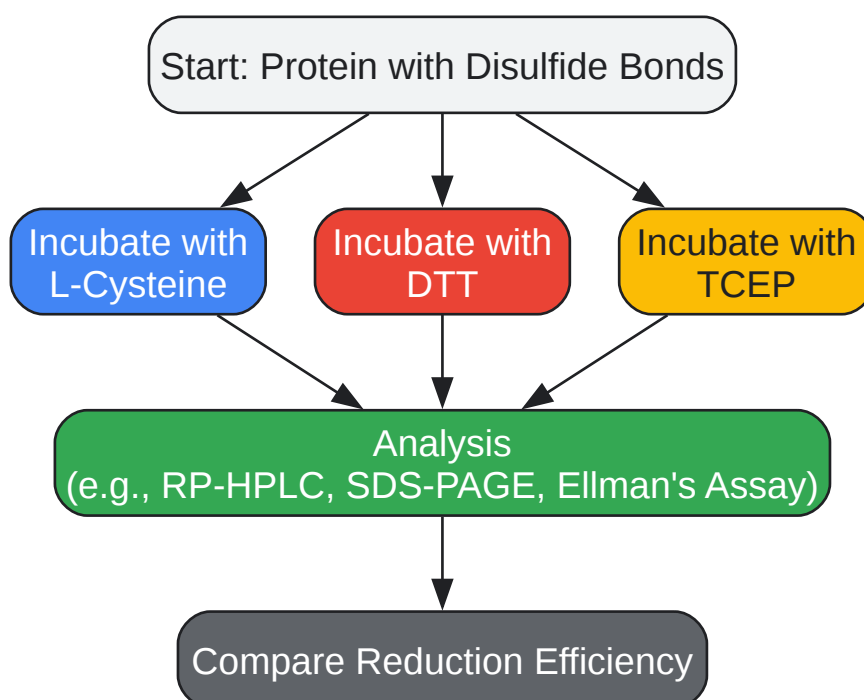 Start: Protein with Disulfide Bonds
Incubate with
L-Cysteine
Incubate with
DTT
Incubate with
TCEP
Analysis
(e.g., RP-HPLC, SDS-PAGE, Ellman's Assay)
Compare Reduction Efficiency